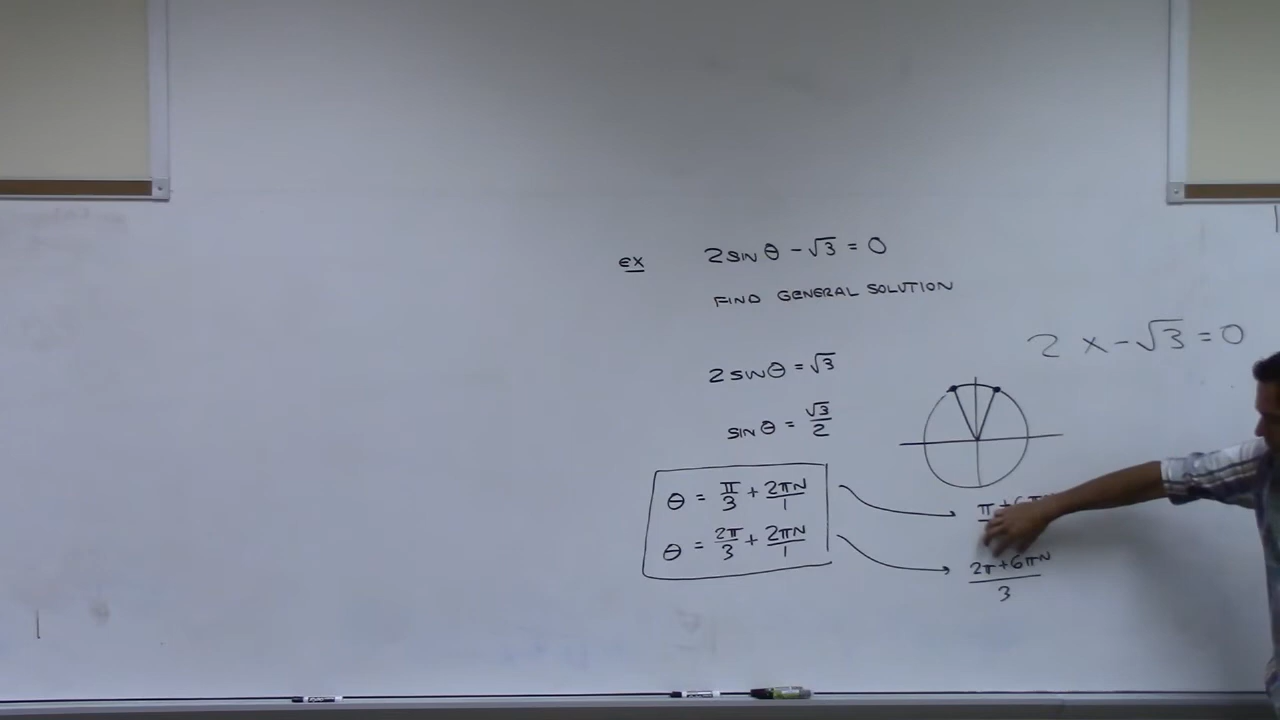 ex 2 SIN θ - √3 = 0
FIND GENERAL SOLUTION
2 x - √3 = 0
2 SIN θ = √3
SIN θ = √3/2
θ = π/3 + 2πN/1
θ = 2π/3 + 2πN/1
π + 6π
2π + 6πN
3